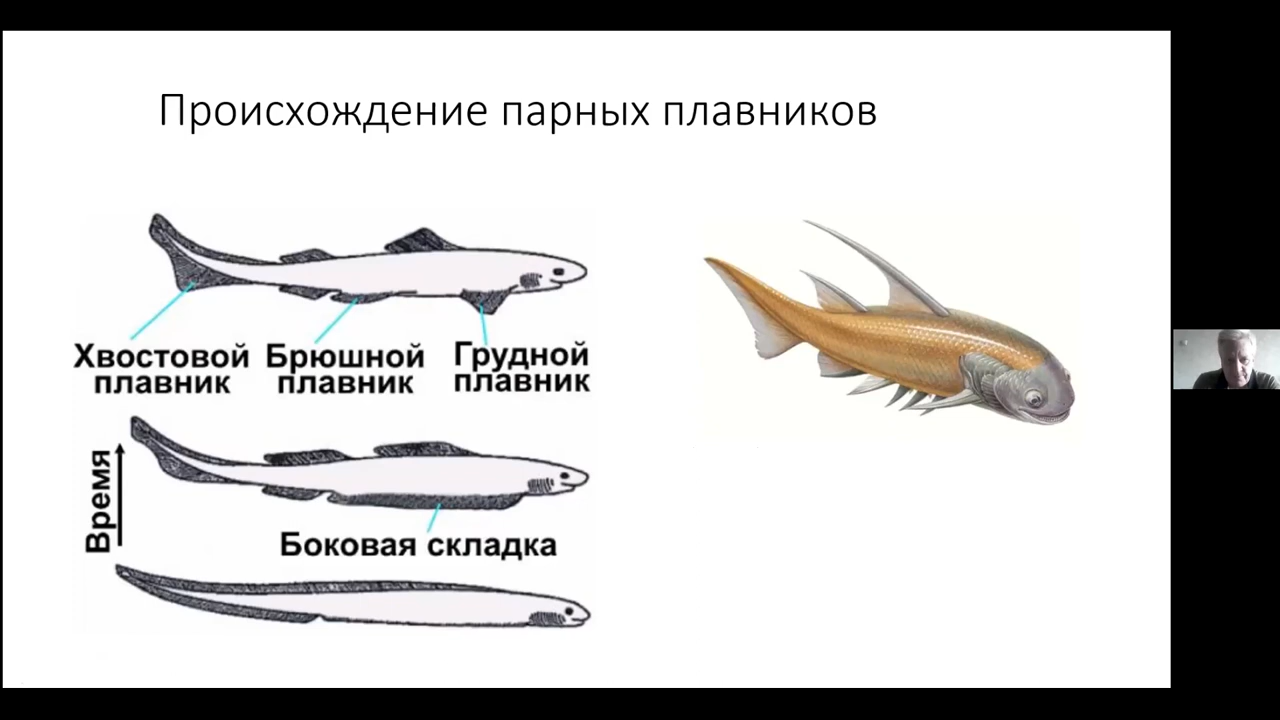 Происхождение парных плавников
Хвостовой
плавник
Брюшной
плавник
Грудной
плавник
Время
Боковая складка